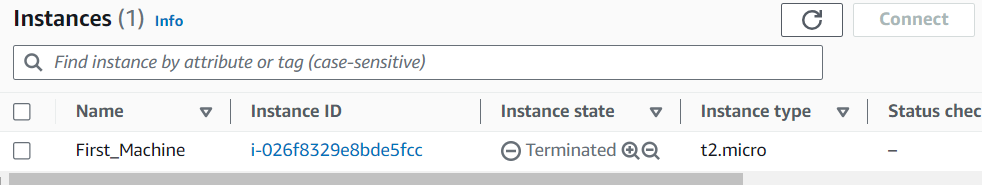 Instances (1) Info
Connect
Find instance by attribute or tag (case-sensitive)
Name Instance ID Instance state Instance type Status chec
First_Machine i-026f8329e8bde5fcc Terminated t2.micro –